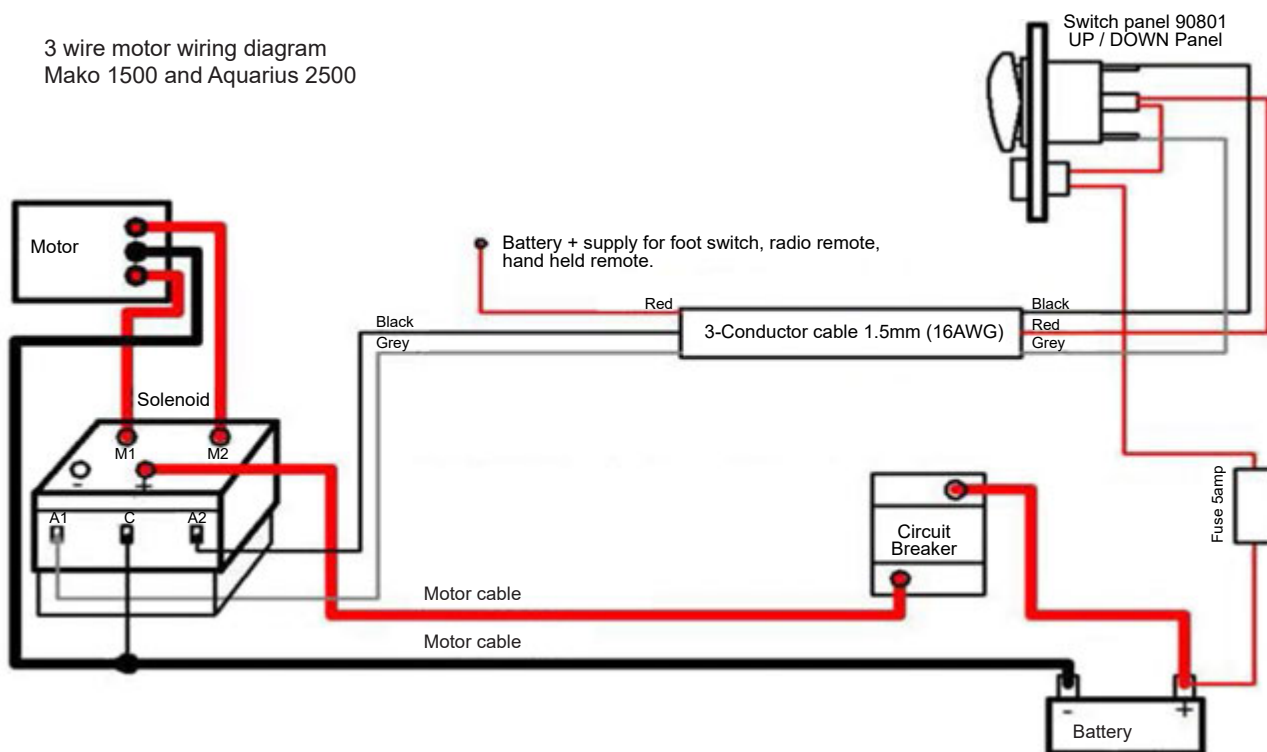 3 wire motor wiring diagram
Mako 1500 and Aquarius 2500
Switch panel 90801
UP / DOWN Panel
Motor
Battery + supply for foot switch, radio remote,
hand held remote.
Red
Black
Grey
3-Conductor cable 1.5mm (16AWG)
Black
Red
Grey
Solenoid
M1
M2
-
+
A1
C
A2
Circuit
Breaker
Fuse 5amp
Motor cable
Motor cable
-
+
Battery